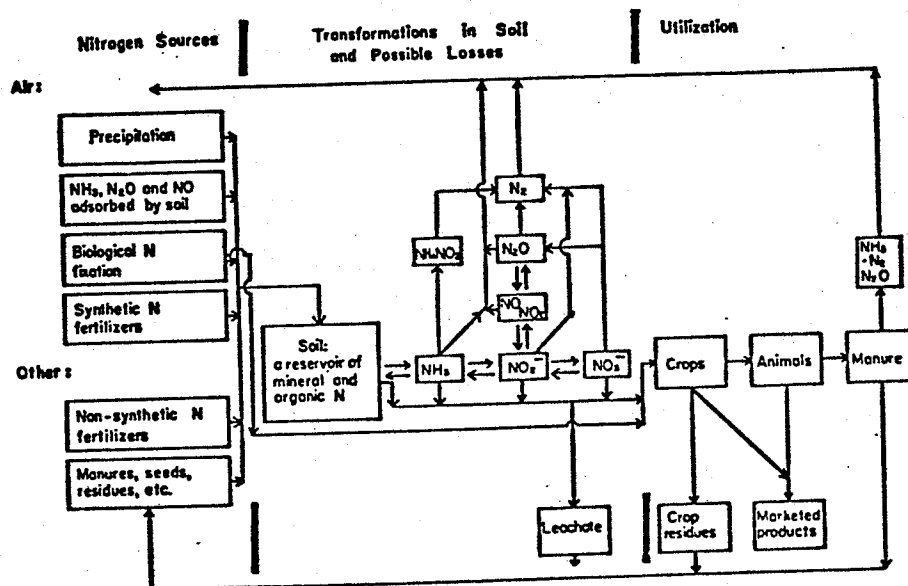 Nitrogen Sources
Transformations in Soil
and Possible Losses
Utilization
Air:
Precipitation
NH₃, N₂O and NO
adsorbed by soil
Biological N
fixation
Synthetic N
fertilizers
Other:
Non-synthetic N
fertilizers
Manures, seeds,
residues, etc.
Soil:
a reservoir of
mineral and
organic N
N₂
NH₄NO₂
N₂O
NO
NH₃
NO₂⁻
NO₃⁻
Crops
Animals
Manure
NH₃
N₂
N₂O
Leachate
Crop
residues
Marketed
products